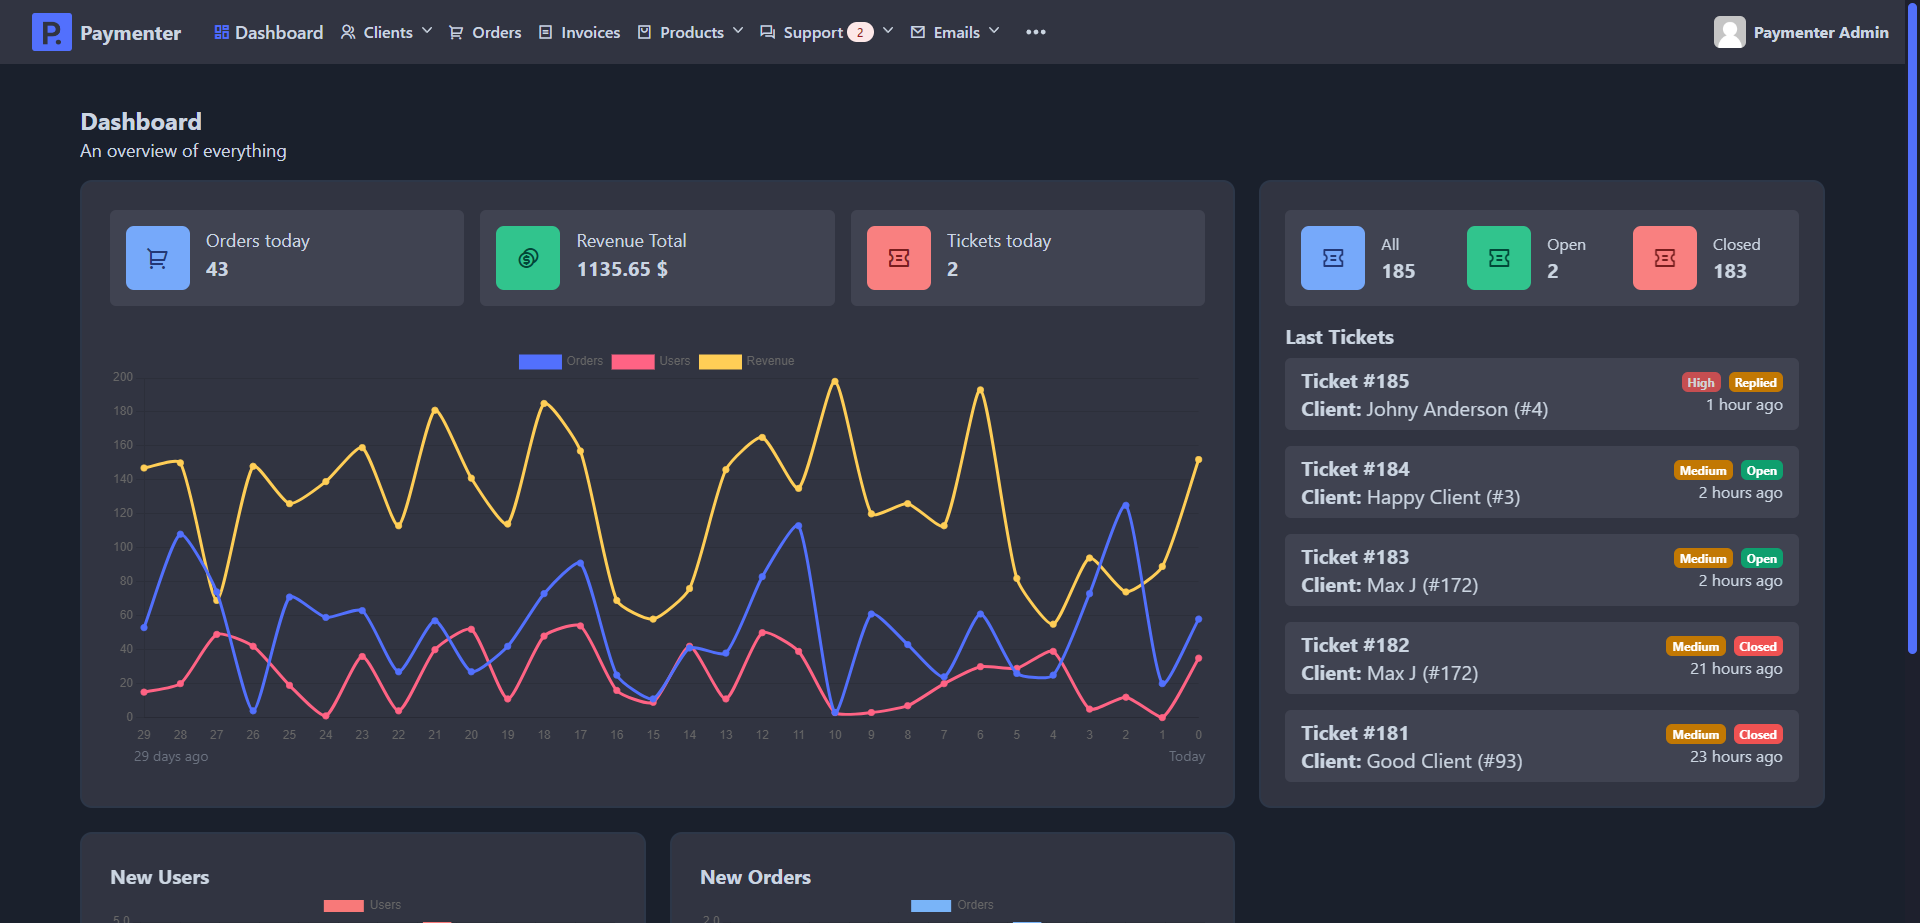 P. Paymenter Dashboard Clients Orders Invoices Products Support 2 Emails ••• Paymenter Admin
Dashboard
An overview of everything
Orders today
43
Revenue Total
1135.65 $
Tickets today
2
Orders Users Revenue
200
180
160
140
120
100
80
60
40
20
0
29 28 27 26 25 24 23 22 21 20 19 18 17 16 15 14 13 12 11 10 9 8 7 6 5 4 3 2 1 0
29 days ago Today
All
185
Open
2
Closed
183
Last Tickets
Ticket #185 High Replied
Client: Johny Anderson (#4) 1 hour ago
Ticket #184 Medium Open
Client: Happy Client (#3) 2 hours ago
Ticket #183 Medium Open
Client: Max J (#172) 2 hours ago
Ticket #182 Medium Closed
Client: Max J (#172) 21 hours ago
Ticket #181 Medium Closed
Client: Good Client (#93) 23 hours ago
New Users
Users
5.0
New Orders
Orders
2.0